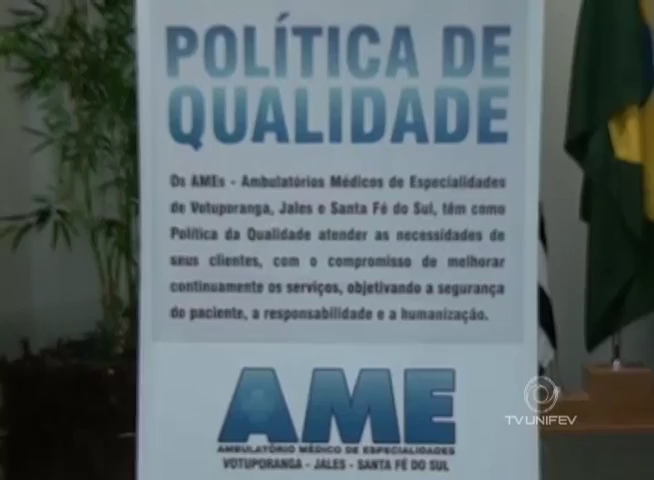 POLÍTICA DE
QUALIDADE
Os AMEs - Ambulatórios Médicos de Especialidades
de Votuporanga, Jales e Santa Fé do Sul, têm como
Política da Qualidade atender as necessidades de
seus clientes, com o compromisso de melhorar
continuamente os serviços, objetivando a segurança
do paciente, a responsabilidade e a humanização.
AME
AMBULATÓRIO MÉDICO DE ESPECIALIDADES
VOTUPORANGA - JALES - SANTA FÉ DO SUL
TV UNIFEV